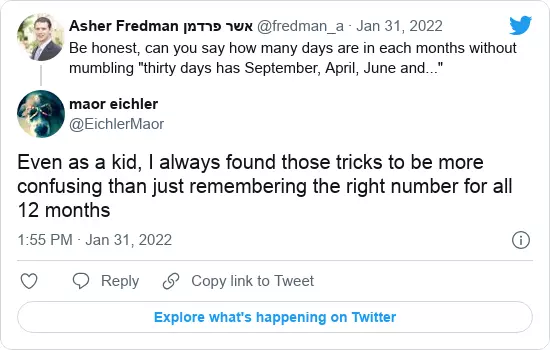 Asher Fredman אשר פרדמן @fredman_a · Jan 31, 2022
Be honest, can you say how many days are in each months without
mumbling "thirty days has September, April, June and..."
maor eichler
@EichlerMaor
Even as a kid, I always found those tricks to be more
confusing than just remembering the right number for all
12 months
1:55 PM · Jan 31, 2022
Reply
Copy link to Tweet
Explore what's happening on Twitter